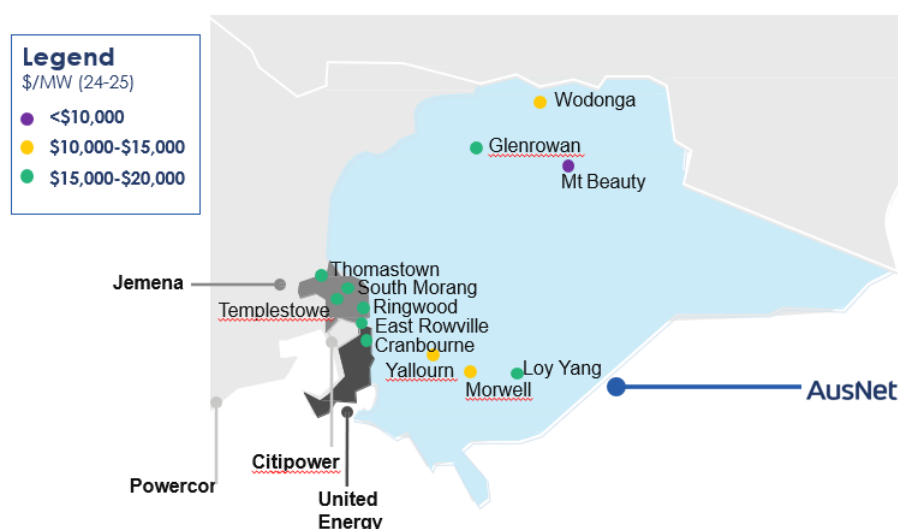 Legend
$/MW (24-25)
<$10,000
$10,000-$15,000
$15,000-$20,000
Wodonga
Glenrowan
Mt Beauty
Thomastown
Jemena
South Morang
Templestowe
Ringwood
East Rowville
Cranbourne
Yallourn
Loy Yang
Morwell
AusNet
Citipower
Powercor
United
Energy